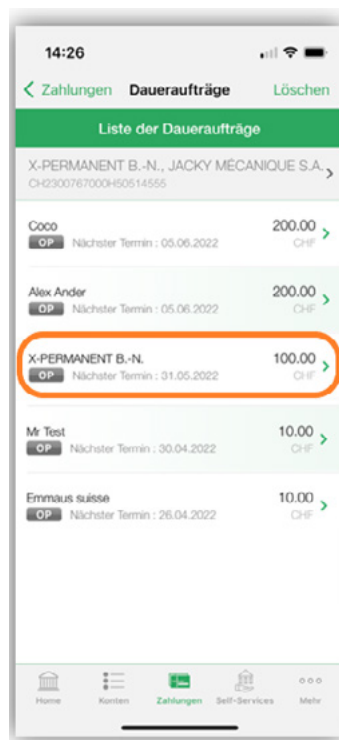 14:26
Zahlungen Daueraufträge Löschen
Liste der Daueraufträge
X-PERMANENT B.-N., JACKY MÉCANIQUE S.A.
CH2300767000H50514555
Coco 200.00
OP Nächster Termin : 05.06.2022 CHF
Alex Ander 200.00
OP Nächster Termin : 05.06.2022 CHF
X-PERMANENT B.-N. 100.00
OP Nächster Termin : 31.05.2022 CHF
Mr Test 10.00
OP Nächster Termin : 30.04.2022 CHF
Emmaus suisse 10.00
OP Nächster Termin : 26.04.2022 CHF
Home Konten Zahlungen Self-Services Mehr